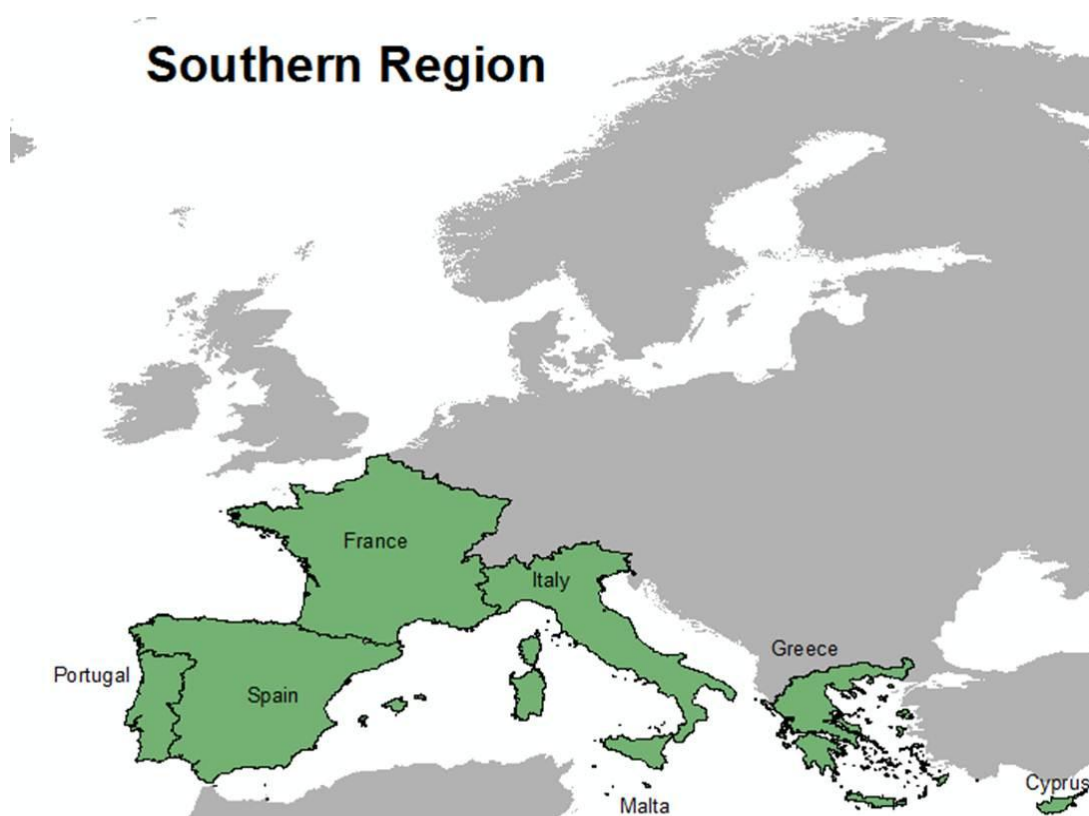 Southern Region
France
Italy
Greece
Portugal
Spain
Cyprus
Malta